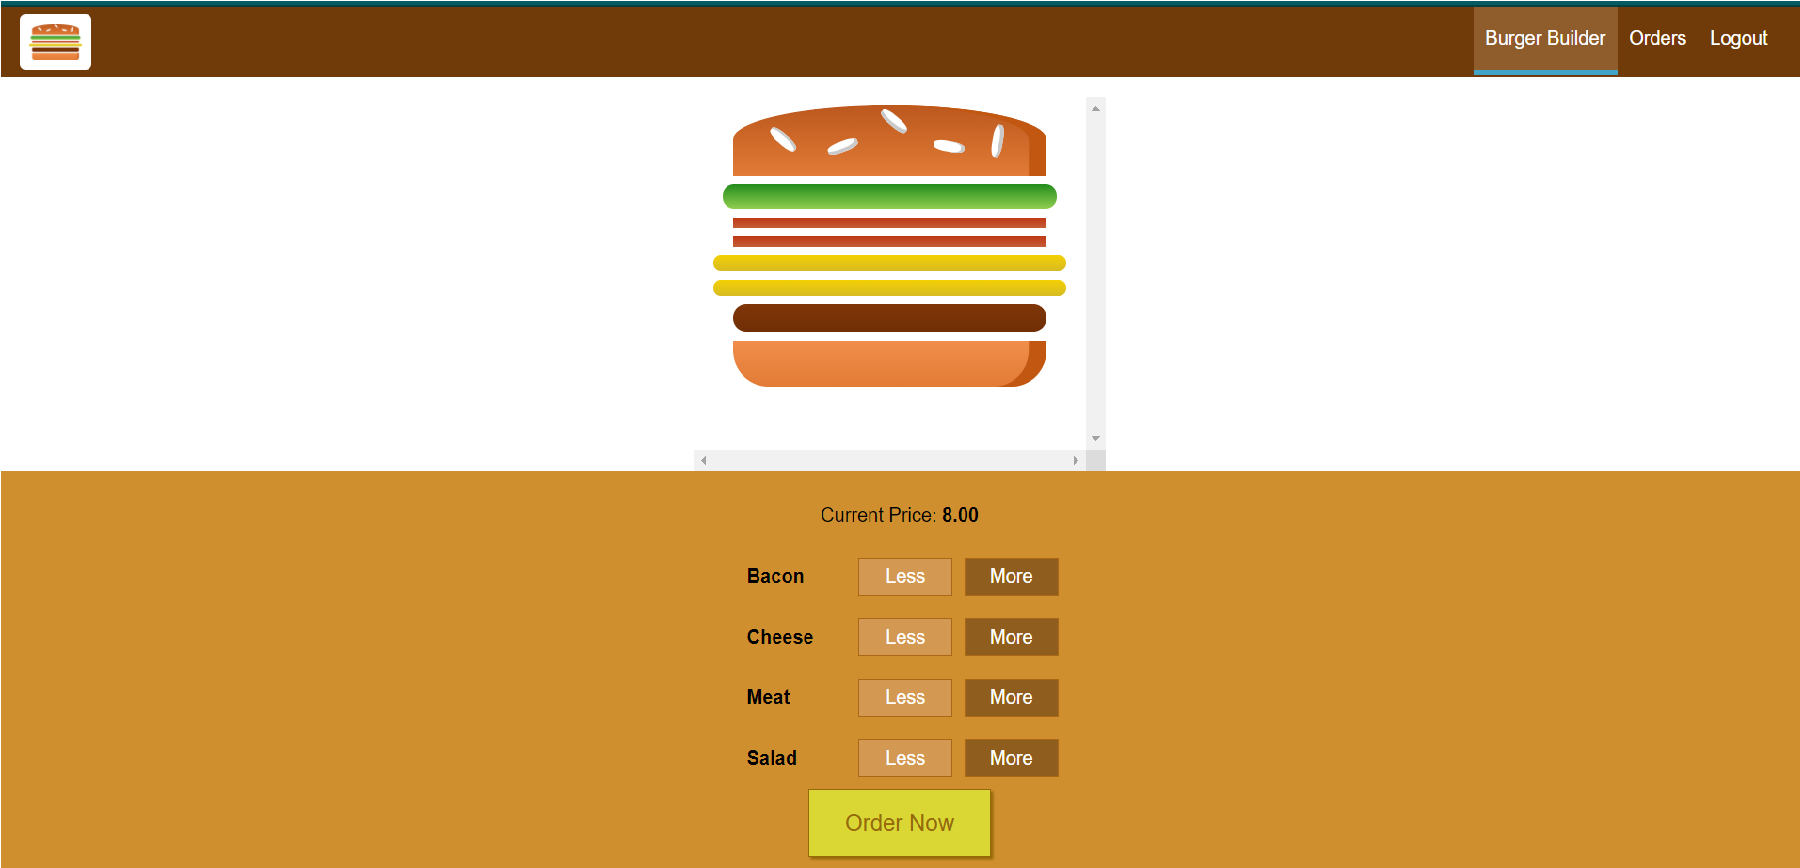 Burger Builder Orders Logout
Current Price: 8.00
Bacon Less More
Cheese Less More
Meat Less More
Salad Less More
Order Now